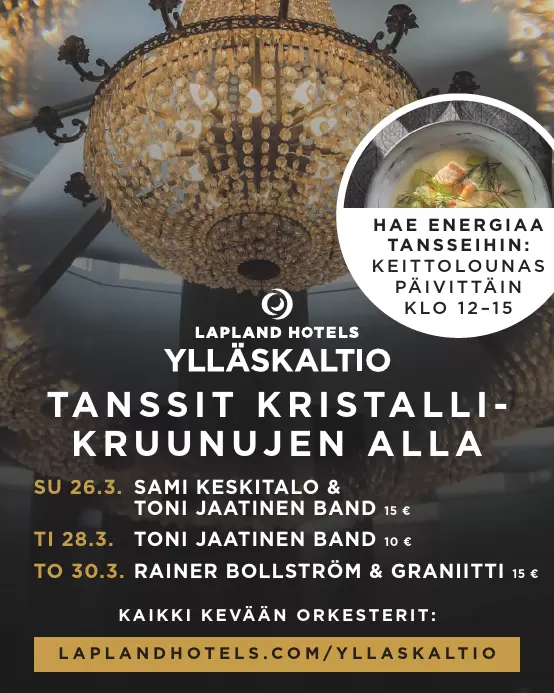 HAE ENERGIAA
TANSSEIHIN:
KEITTOLOUNAS
PÄIVITTÄIN
KLO 12–15
LAPLAND HOTELS
YLLÄSKALTIO
TANSSIT KRISTALLI-
KRUUNUJEN ALLA
SU 26.3. SAMI KESKITALO &
TONI JAATINEN BAND 15 €
TI 28.3. TONI JAATINEN BAND 10 €
TO 30.3. RAINER BOLLSTRÖM & GRANIITTI 15 €
KAIKKI KEVÄÄN ORKESTERIT:
LAPLANDHOTELS.COM/YLLASKALTIO